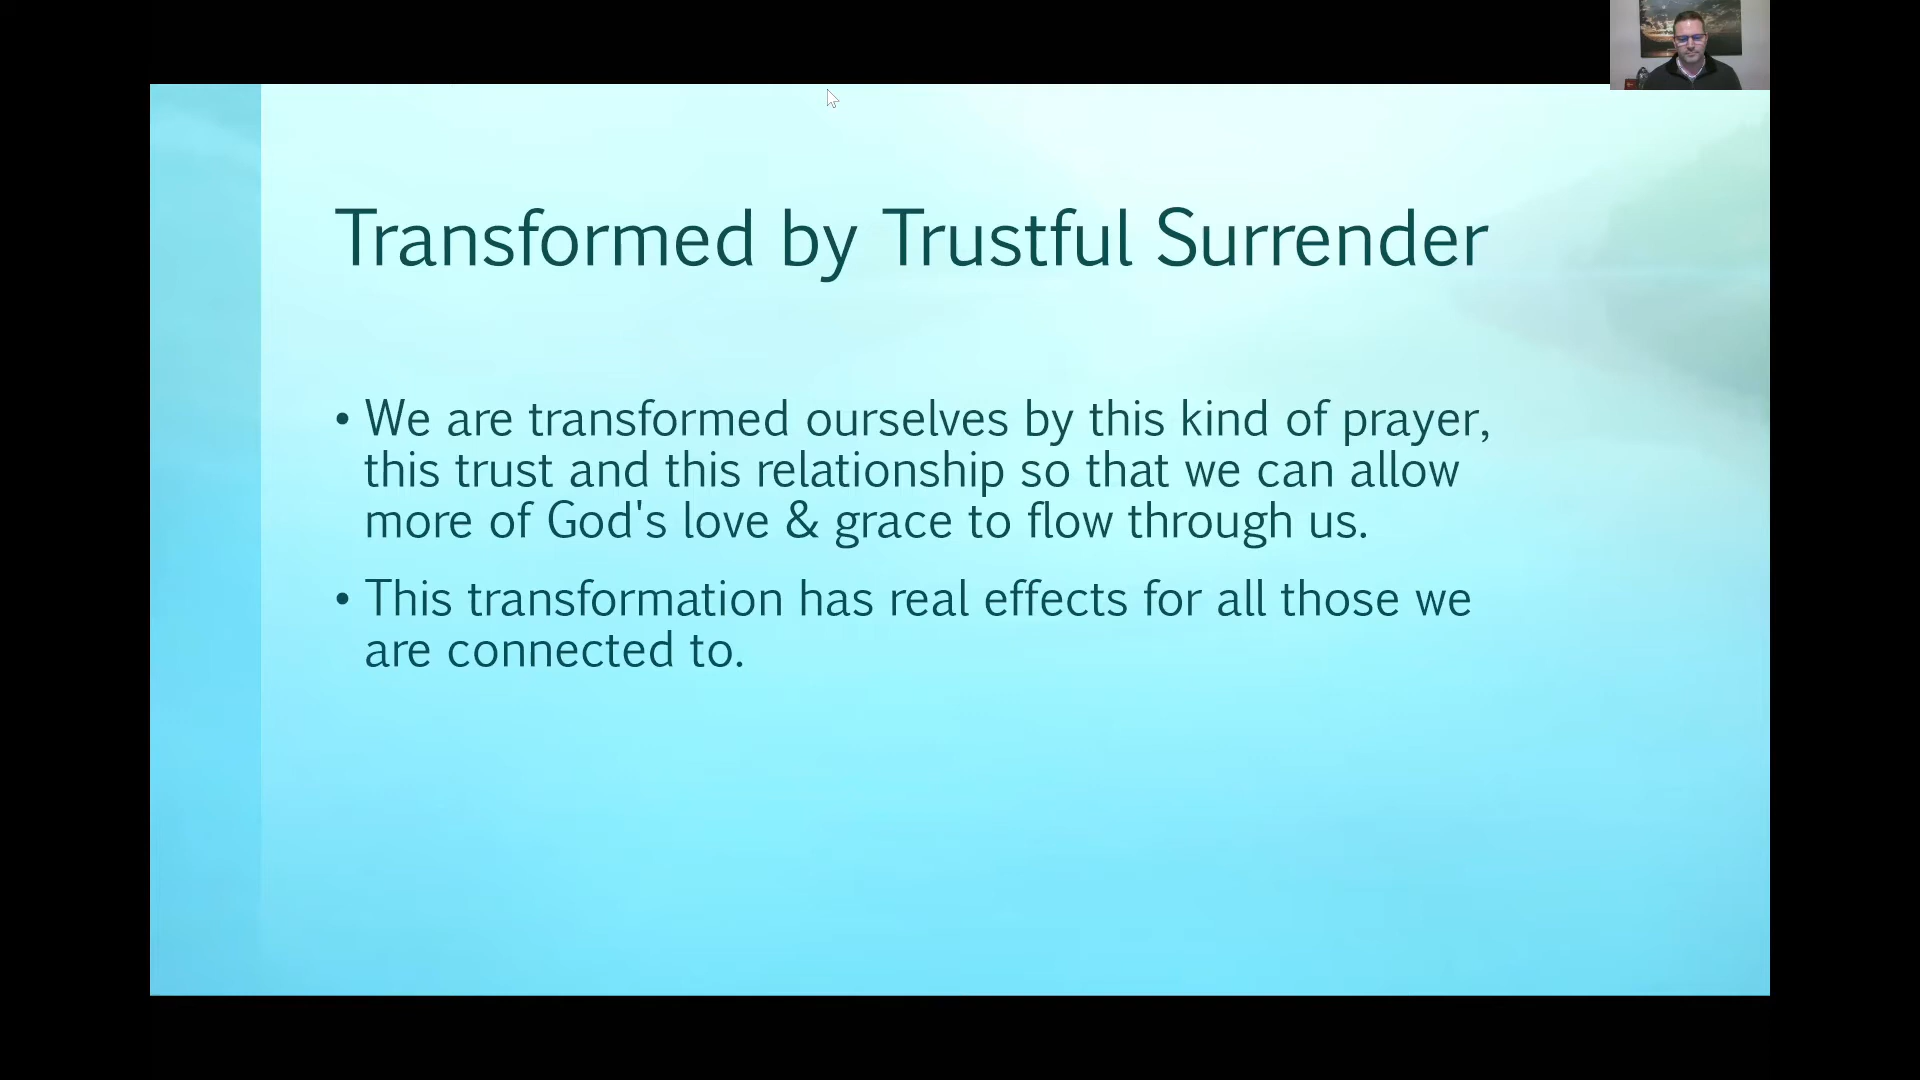 Transformed by Trustful Surrender
• We are transformed ourselves by this kind of prayer,
this trust and this relationship so that we can allow
more of God's love & grace to flow through us.
• This transformation has real effects for all those we
are connected to.